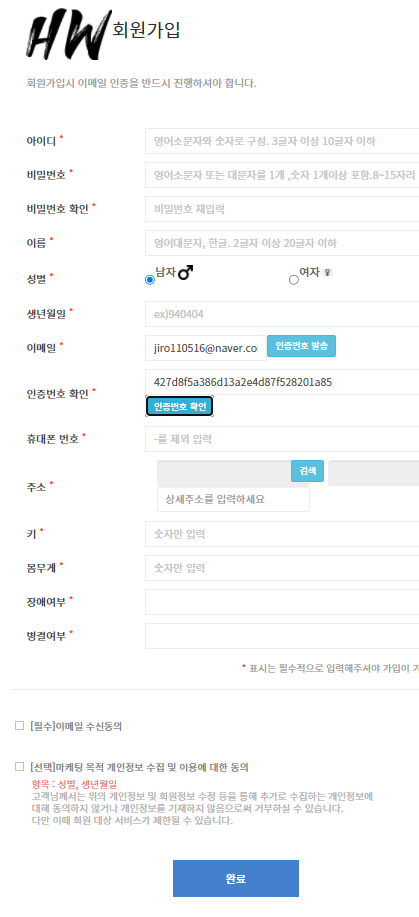 HW 회원가입
회원가입시 이메일 인증을 반드시 진행하셔야 합니다.
아이디 * 영어소문자와 숫자로 구성. 3글자 이상 10글자 이하
비밀번호 * 영어소문자 또는 대문자를 1개 ,숫자 1개이상 포함.8~15자리
비밀번호 확인 * 비밀번호 재입력
이름 * 영어대문자, 한글. 2글자 이상 20글자 이하
성별 * 남자 여자
생년월일 * ex)940404
이메일 * jiro110516@naver.co 인증번호 발송
인증번호 확인 * 427d8f5a386d13a2e4d87f528201a85
인증번호 확인
휴대폰 번호 * -를 제외 입력
주소 * 검색
상세주소를 입력하세요
키 * 숫자만 입력
몸무게 * 숫자만 입력
장애여부 *
병결여부 *
* 표시는 필수적으로 입력해주셔야 가입이
[필수]이메일 수신동의
[선택]마케팅 목적 개인정보 수집 및 이용에 대한 동의
항목 : 성별, 생년월일
고객님께서는 위의 개인정보 및 회원정보 수정 등을 통해 추가로 수집하는 개인정보에
대해 동의하지 않거나 개인정보를 기재하지 않음으로써 거부하실 수 있습니다.
다만 이때 회원 대상 서비스가 제한될 수 있습니다.
완료